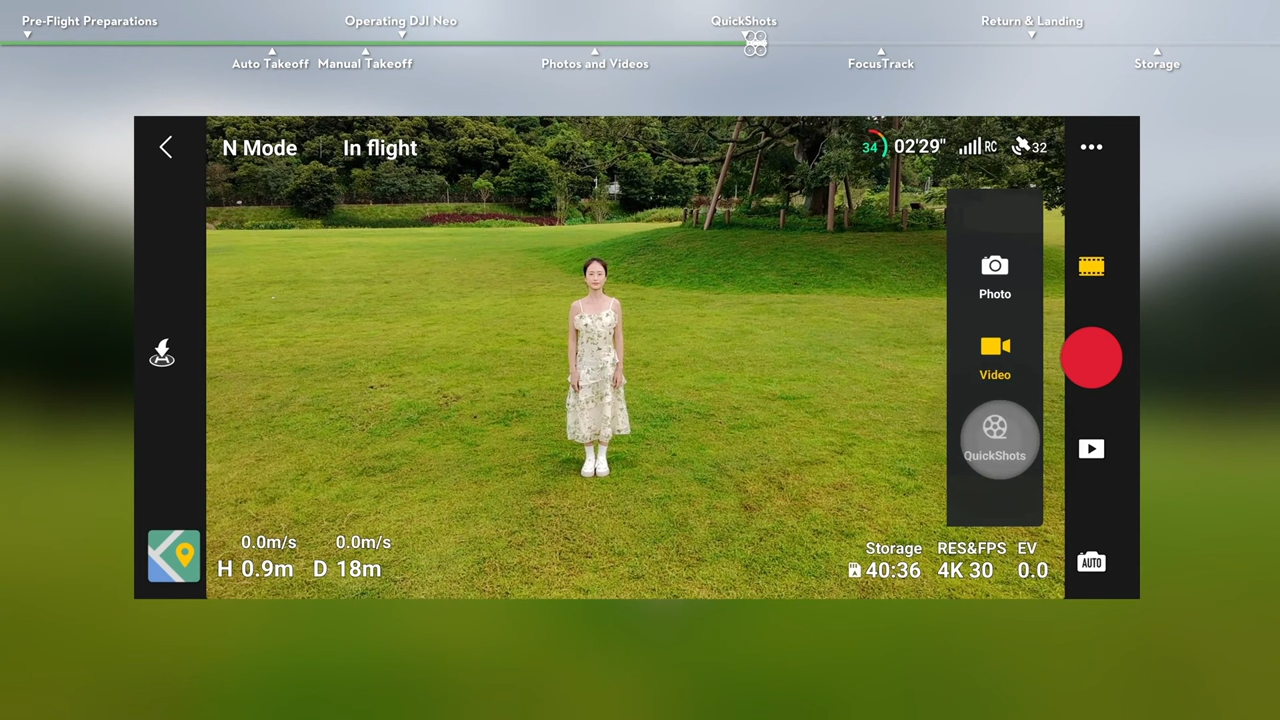 Pre-Flight Preparations
Operating DJI Neo
QuickShots
Return & Landing
Auto Takeoff
Manual Takeoff
Photos and Videos
FocusTrack
Storage
N Mode
In flight
34
02'29"
RC
32
Photo
Video
QuickShots
0.0m/s
0.0m/s
H 0.9m
D 18m
Storage
RES&FPS
EV
40:36
4K 30
0.0
AUTO